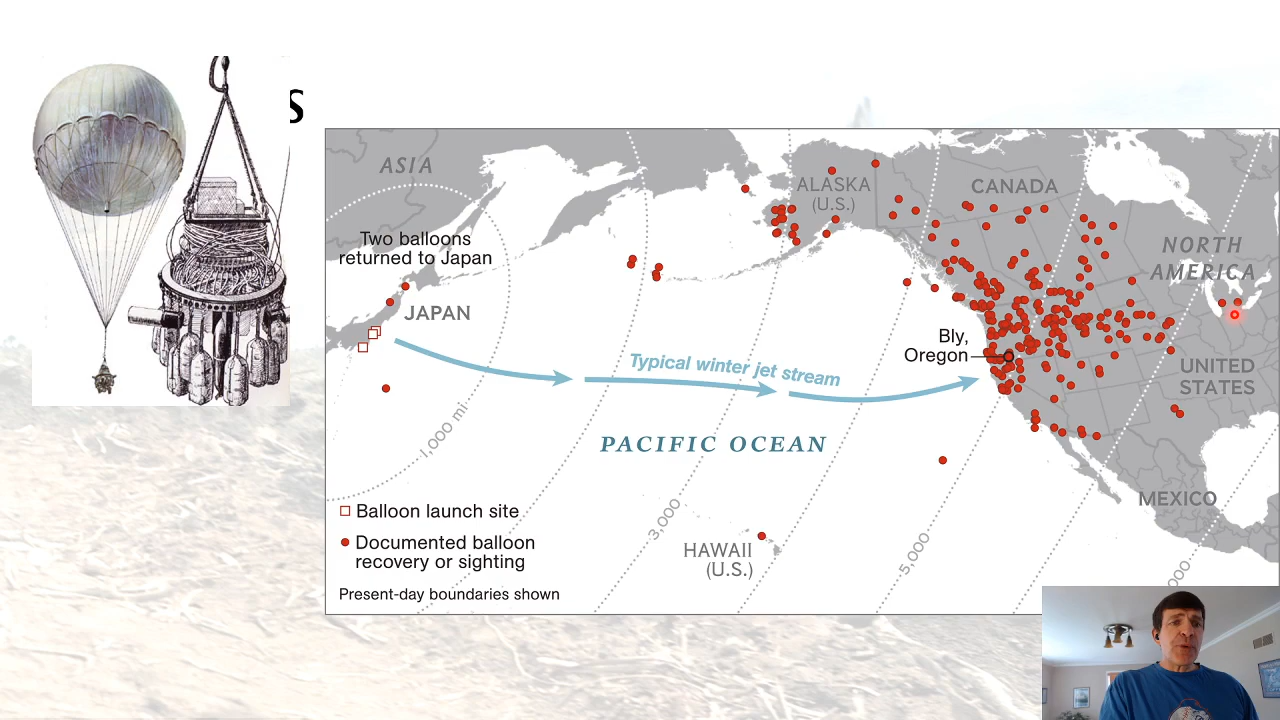 S
ASIA
ALASKA
(U.S.)
CANADA
Two balloons
returned to Japan
NORTH
AMERICA
JAPAN
Bly,
Oregon
Typical winter jet stream
UNITED
STATES
1,000 mi
PACIFIC OCEAN
MEXICO
Balloon launch site
3,000
5,000
Documented balloon
recovery or sighting
HAWAII
(U.S.)
Present-day boundaries shown